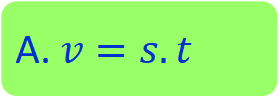 A. v = s.t